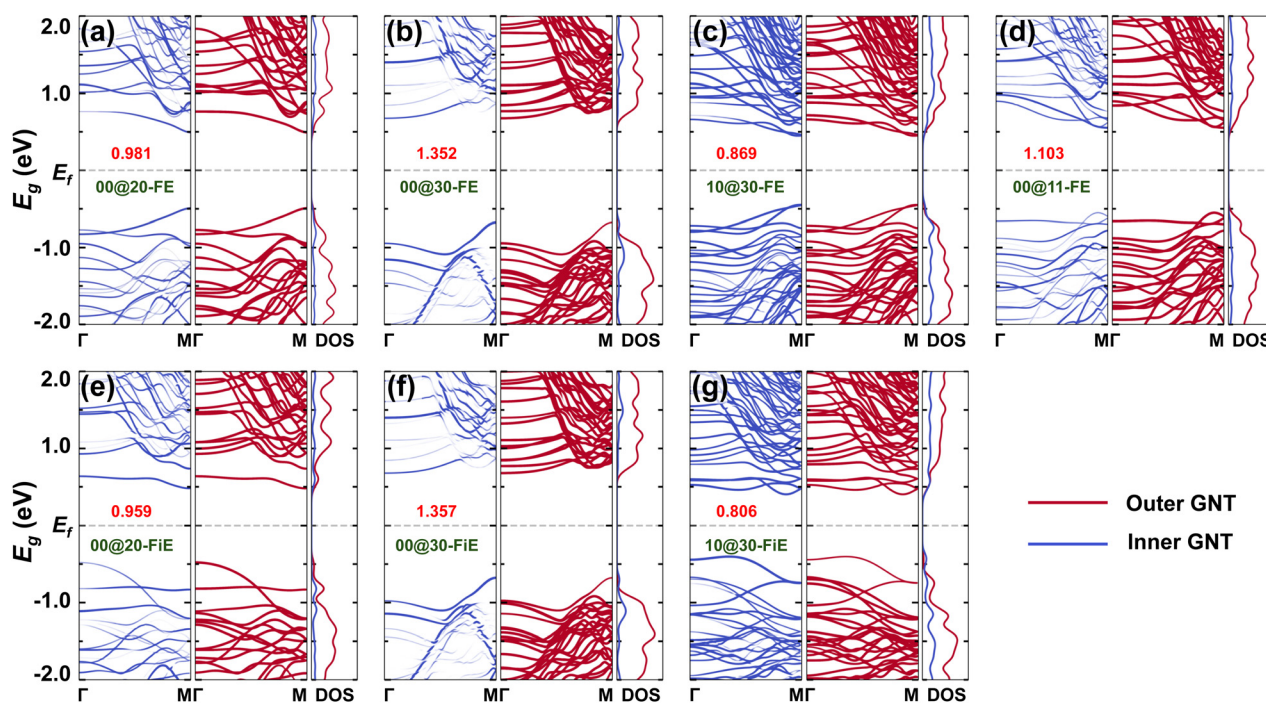 (a)
(b)
(c)
(d)
2.0
1.0
E_f
-1.0
-2.0
E_g (eV)
0.981
00@20-FE
1.352
00@30-FE
0.869
10@30-FE
1.103
00@11-FE
Γ MΓ M DOS
Γ MΓ M DOS
Γ MΓ M DOS
Γ MΓ M DOS
(e)
(f)
(g)
2.0
1.0
E_f
-1.0
-2.0
E_g (eV)
0.959
00@20-FiE
1.357
00@30-FiE
0.806
10@30-FiE
Γ MΓ M DOS
Γ MΓ M DOS
Γ MΓ M DOS
Outer GNT
Inner GNT